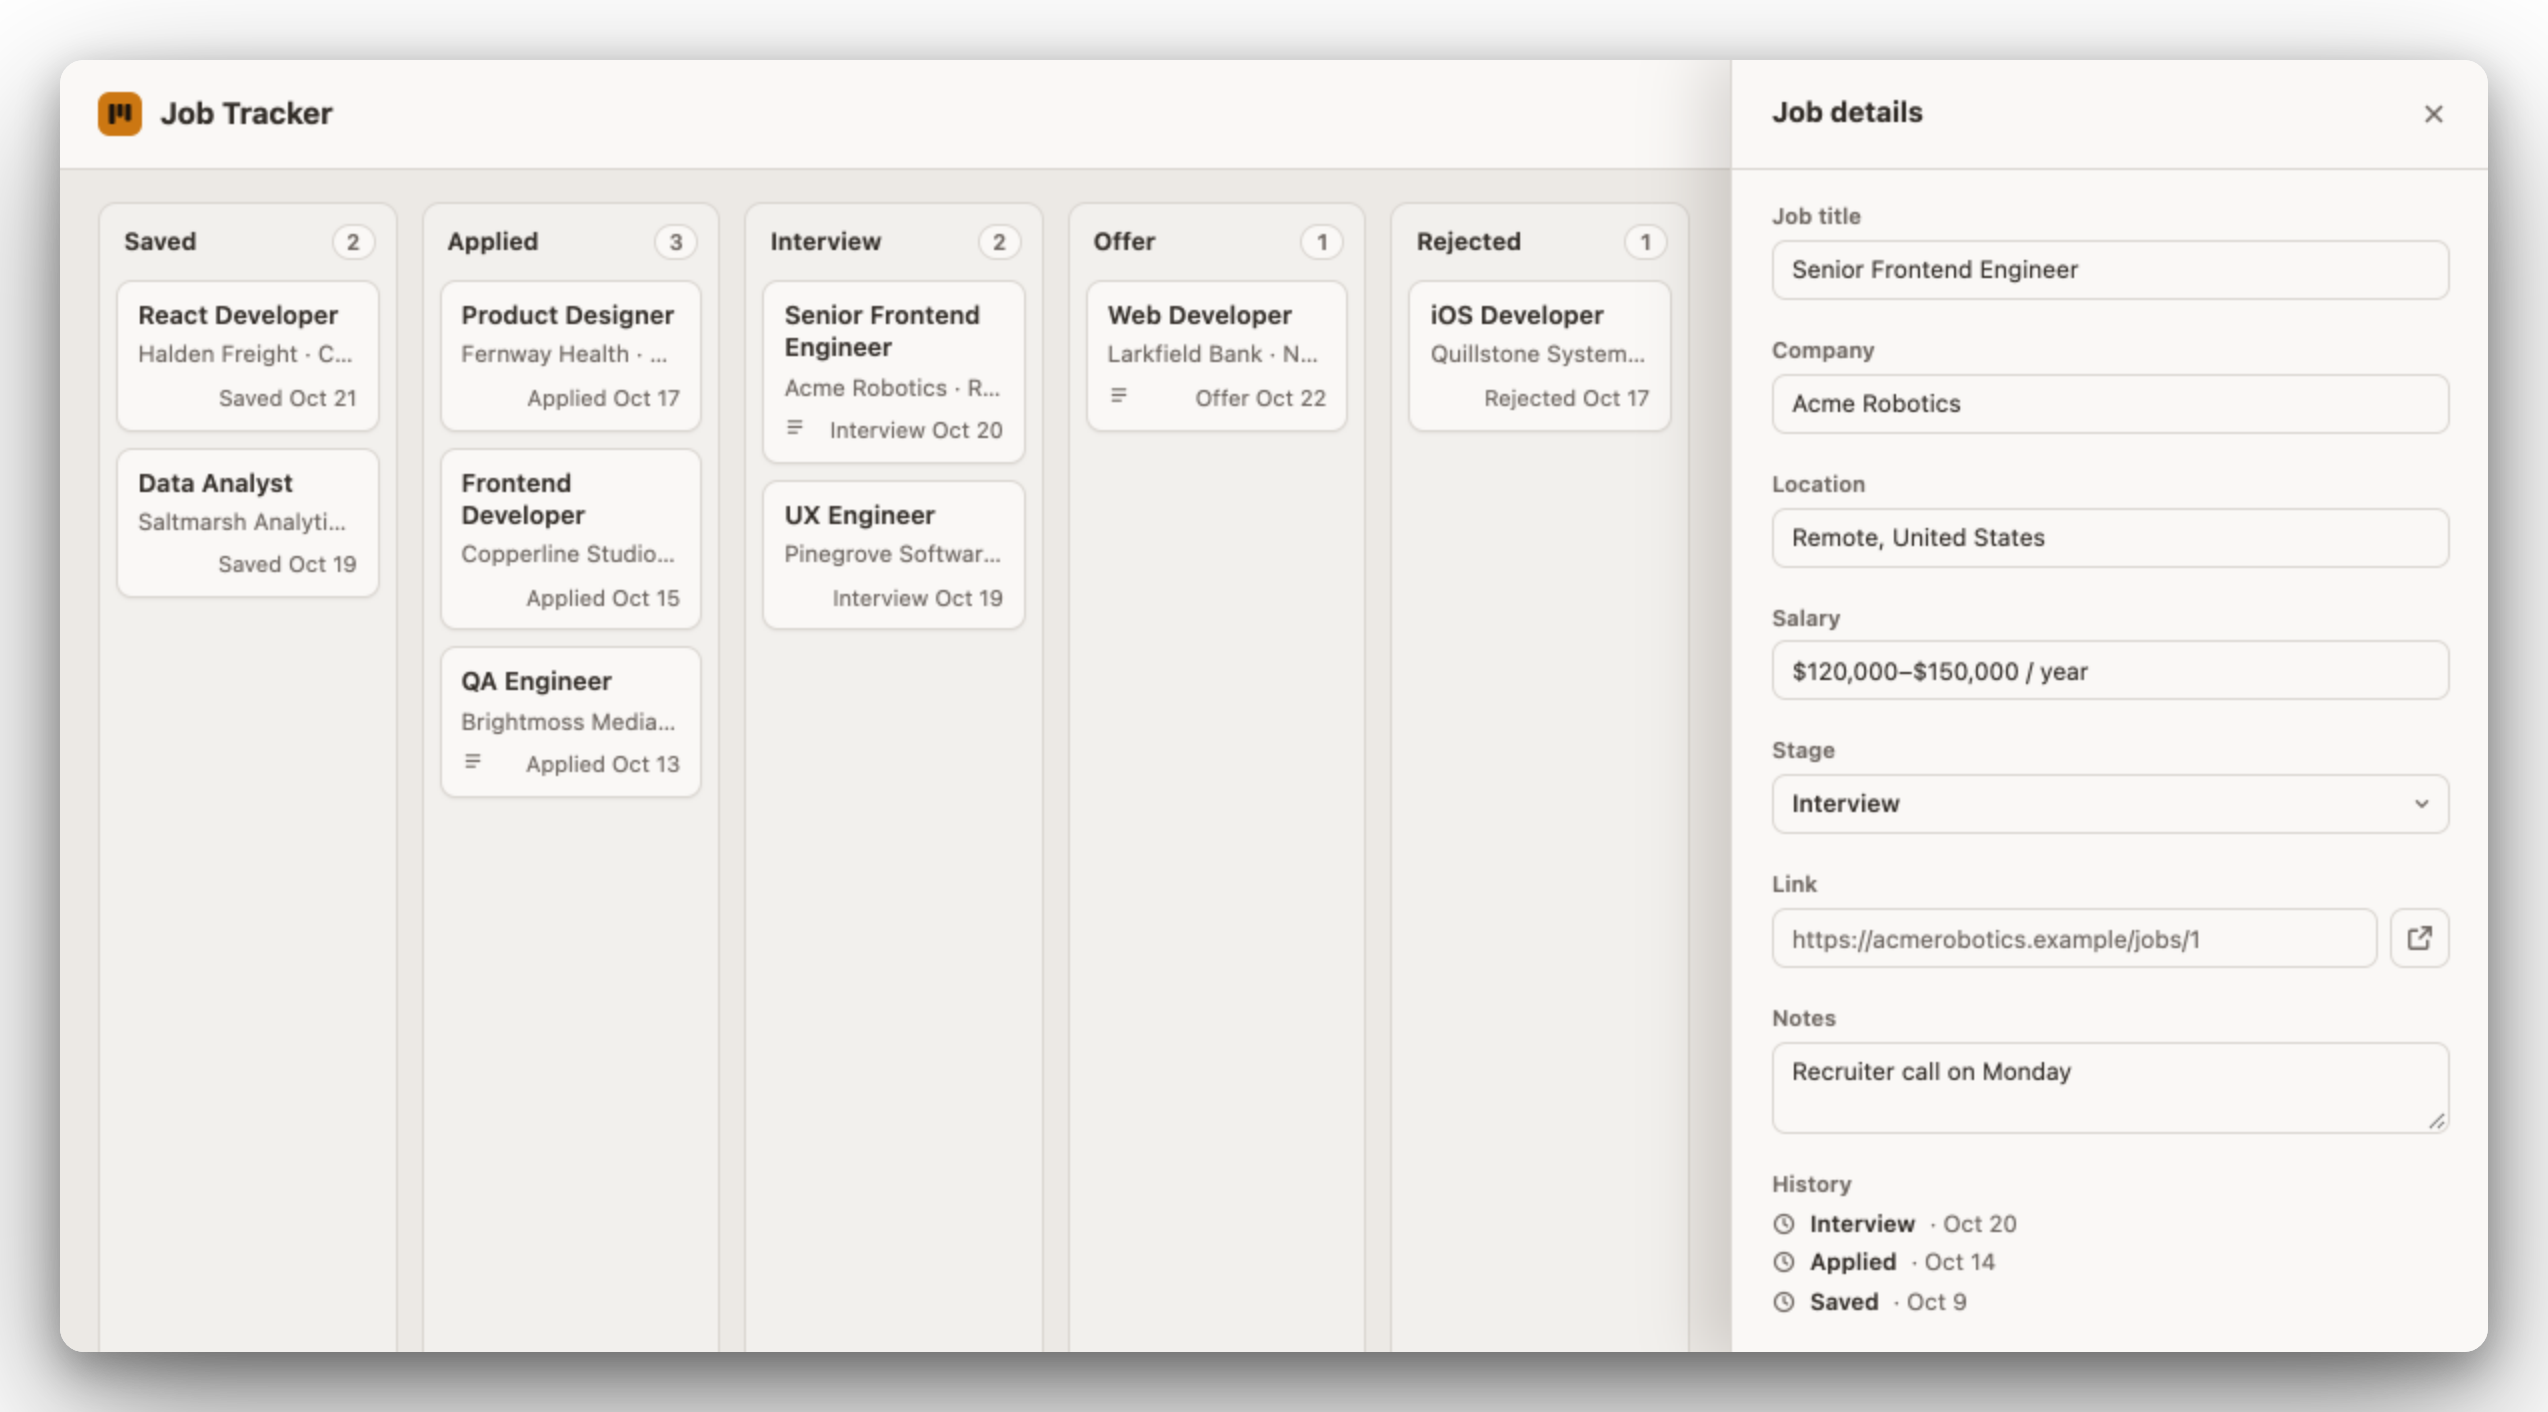 Job Tracker
Saved 2
React Developer
Halden Freight · C...
Saved Oct 21
Data Analyst
Saltmarsh Analyti...
Saved Oct 19
Applied 3
Product Designer
Fernway Health · ...
Applied Oct 17
Frontend
Developer
Copperline Studio...
Applied Oct 15
QA Engineer
Brightmoss Media...
Applied Oct 13
Interview 2
Senior Frontend
Engineer
Acme Robotics · R...
Interview Oct 20
UX Engineer
Pinegrove Softwar...
Interview Oct 19
Offer 1
Web Developer
Larkfield Bank · N...
Offer Oct 22
Rejected 1
iOS Developer
Quillstone System...
Rejected Oct 17
Job details
Job title
Senior Frontend Engineer
Company
Acme Robotics
Location
Remote, United States
Salary
$120,000–$150,000 / year
Stage
Interview
Link
https://acmerobotics.example/jobs/1
Notes
Recruiter call on Monday
History
Interview · Oct 20
Applied · Oct 14
Saved · Oct 9